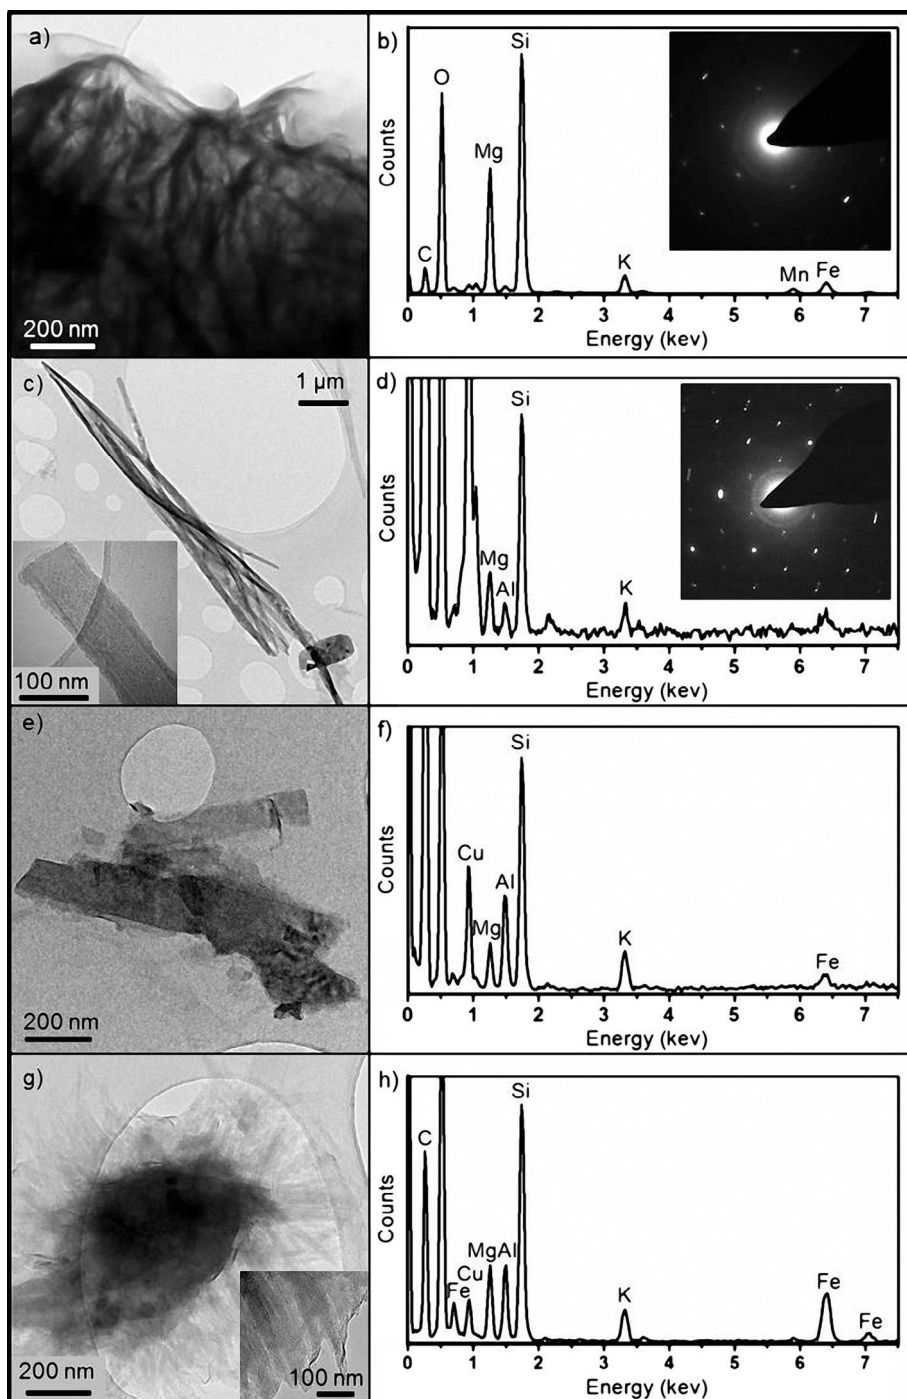 a)
200 nm
b)
Counts
O
Si
Mg
C
K
Mn
Fe
0 1 2 3 4 5 6 7
Energy (kev)
c)
1 µm
100 nm
d)
Counts
Si
Mg
Al
K
0 1 2 3 4 5 6 7
Energy (kev)
e)
200 nm
f)
Counts
Si
Cu
Al
Mg
K
Fe
0 1 2 3 4 5 6 7
Energy (kev)
g)
200 nm
100 nm
h)
Counts
Si
C
Mg Al
Cu
Fe
K
Fe
Fe
0 1 2 3 4 5 6 7
Energy (kev)